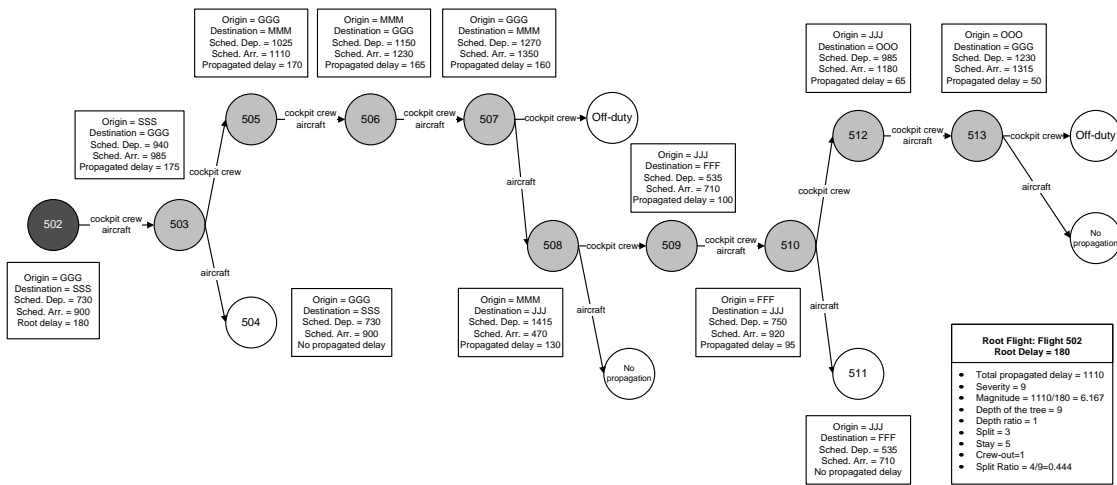 Origin = GGG
Destination = MMM
Sched. Dep. = 1025
Sched. Arr. = 1110
Propagated delay = 170
Origin = MMM
Destination = GGG
Sched. Dep. = 1150
Sched. Arr. = 1230
Propagated delay = 165
Origin = GGG
Destination = MMM
Sched. Dep. = 1270
Sched. Arr. = 1350
Propagated delay = 160
Origin = JJJ
Destination = OOO
Sched. Dep. = 985
Sched. Arr. = 1180
Propagated delay = 65
Origin = OOO
Destination = GGG
Sched. Dep. = 1230
Sched. Arr. = 1315
Propagated delay = 50
Origin = SSS
Destination = GGG
Sched. Dep. = 940
Sched. Arr. = 985
Propagated delay = 175
505
cockpit crew
aircraft
506
cockpit crew
aircraft
507
cockpit crew
Off-duty
512
cockpit crew
aircraft
513
cockpit crew
Off-duty
Origin = JJJ
Destination = FFF
Sched. Dep. = 535
Sched. Arr. = 710
Propagated delay = 100
cockpit crew
aircraft
cockpit crew
aircraft
502
cockpit crew
aircraft
503
aircraft
508
cockpit crew
509
cockpit crew
aircraft
510
aircraft
No
propagation
Origin = GGG
Destination = SSS
Sched. Dep. = 730
Sched. Arr. = 900
Root delay = 180
504
Origin = GGG
Destination = SSS
Sched. Dep. = 730
Sched. Arr. = 900
No propagated delay
Origin = MMM
Destination = JJJ
Sched. Dep. = 1415
Sched. Arr. = 470
Propagated delay = 130
aircraft
No
propagation
Origin = FFF
Destination = JJJ
Sched. Dep. = 750
Sched. Arr. = 920
Propagated delay = 95
511
Origin = JJJ
Destination = FFF
Sched. Dep. = 535
Sched. Arr. = 710
No propagated delay
Root Flight: Flight 502
Root Delay = 180
• Total propagated delay = 1110
• Severity = 9
• Magnitude = 1110/180 = 6.167
• Depth of the tree = 9
• Depth ratio = 1
• Split = 3
• Stay = 5
• Crew-out=1
• Split Ratio = 4/9=0.444